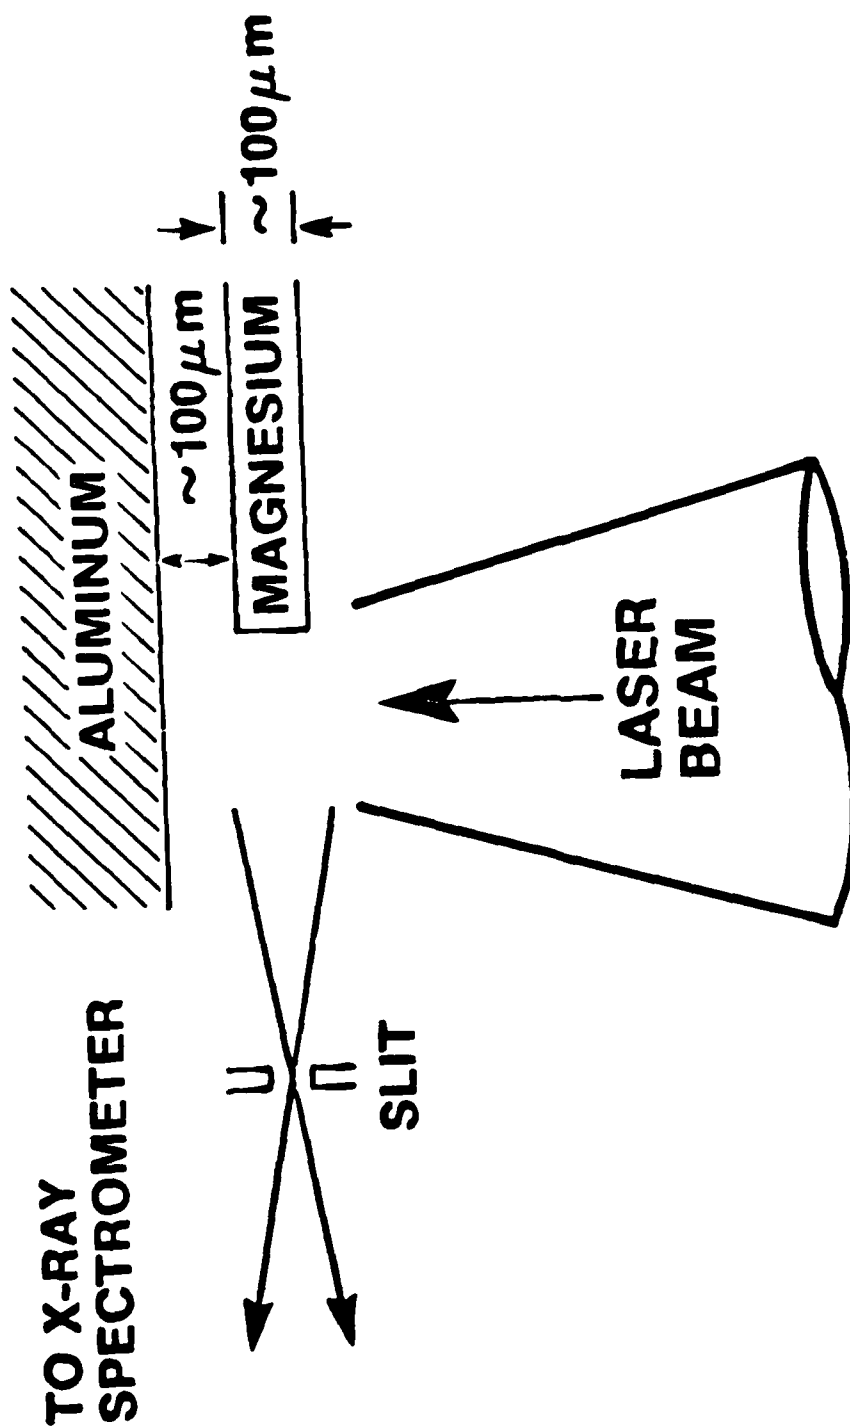 TO X-RAY
SPECTROMETER
SLIT
ALUMINUM
~100μm
MAGNESIUM
~100μm
LASER
BEAM